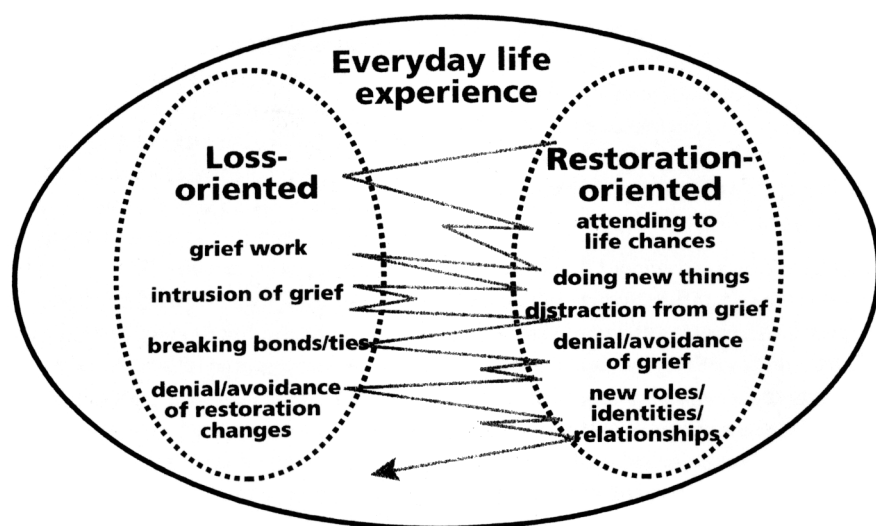 Everyday life
experience
Loss-
oriented
grief work
intrusion of grief
breaking bonds/ties
denial/avoidance
of restoration
changes
Restoration-
oriented
attending to
life chances
doing new things
distraction from grief
denial/avoidance
of grief
new roles/
identities/
relationships